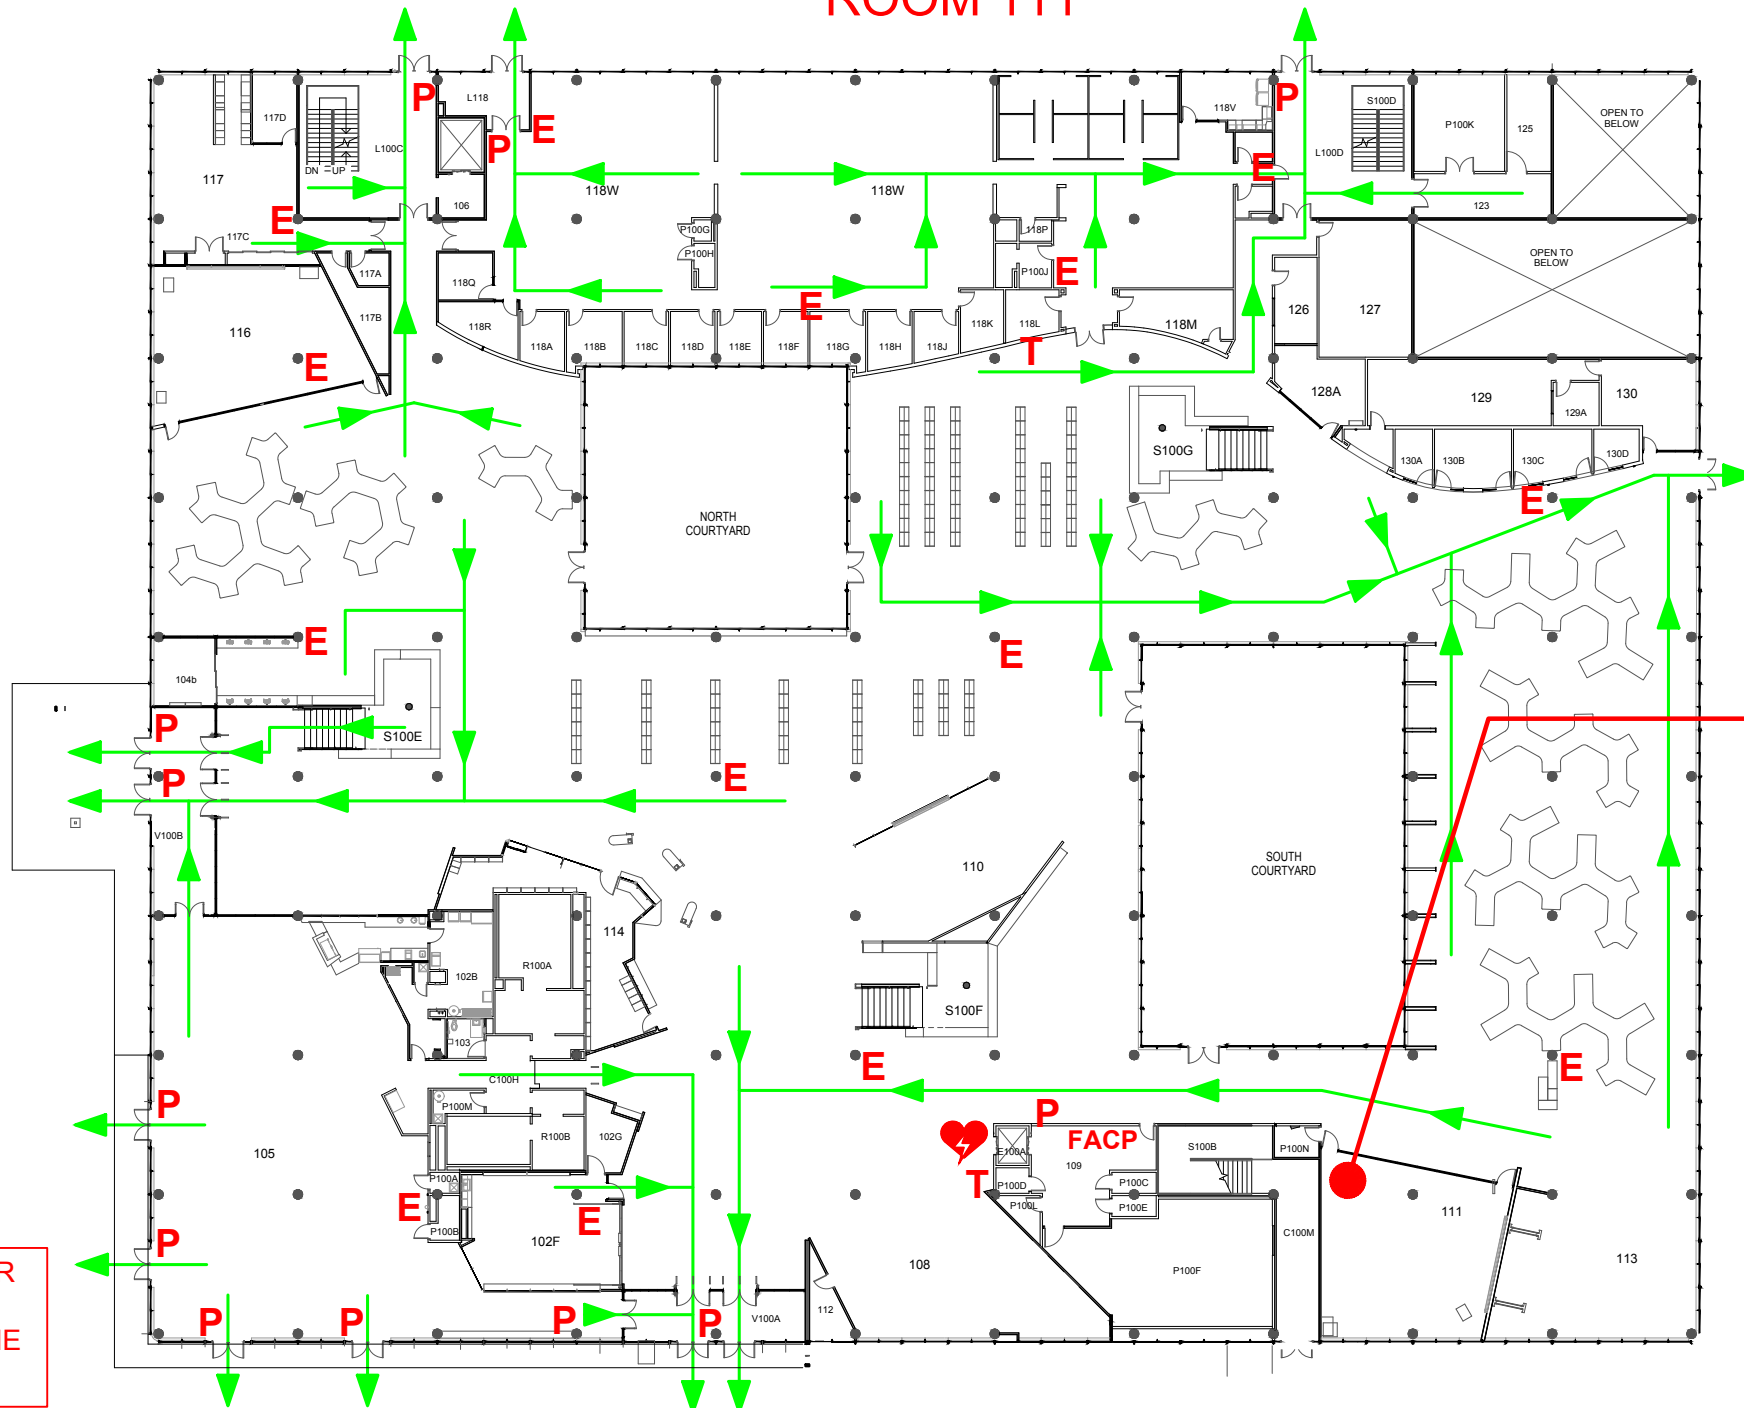 ROOM 111
P
P
L118
E
P
117D
L100C
DN
UP
117
106
118W
118W
118V
P
S100D
L100D
P100K
125
OPEN TO
BELOW
E
123
E
117C
P100G
P100H
118P
P100J
E
117A
118Q
117B
118R
116
E
E
118A
118B
118C
118D
118E
118F
118G
118H
118J
118K
118L
118M
T
126
127
OPEN TO
BELOW
128A
129
129A
130
130A
130B
130C
130D
E
S100G
NORTH
COURTYARD
E
104b
E
S100E
P
P
E
V100B
110
SOUTH
COURTYARD
114
R100A
102B
103
S100F
C100H
E
E
P100M
R100B
102G
P
105
P
FACP
E100A
109
S100B
P100N
T
P100D
P100C
P100L
P100E
P100A
E
P100B
E
102F
C100M
111
113
P
108
P100F
P
P
P
P
V100A
112
R
NE